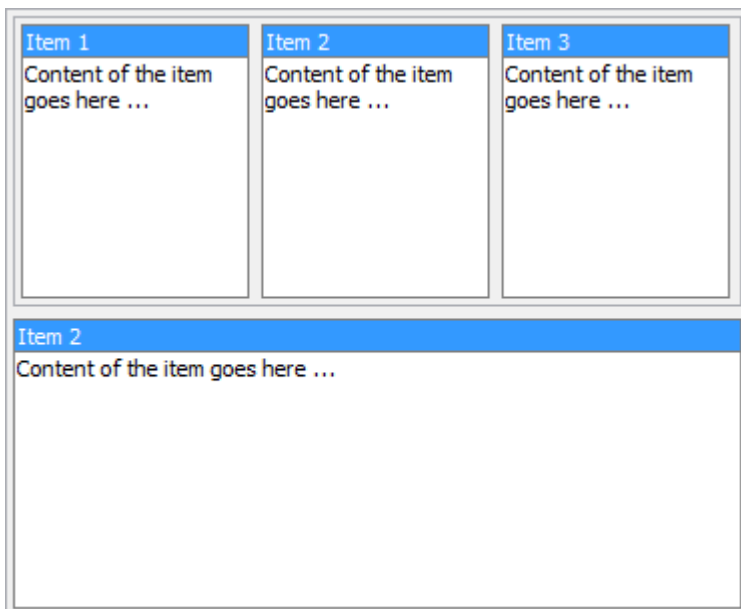 Item 1
Content of the item
goes here ...
Item 2
Content of the item
goes here ...
Item 3
Content of the item
goes here ...
Item 2
Content of the item goes here ...